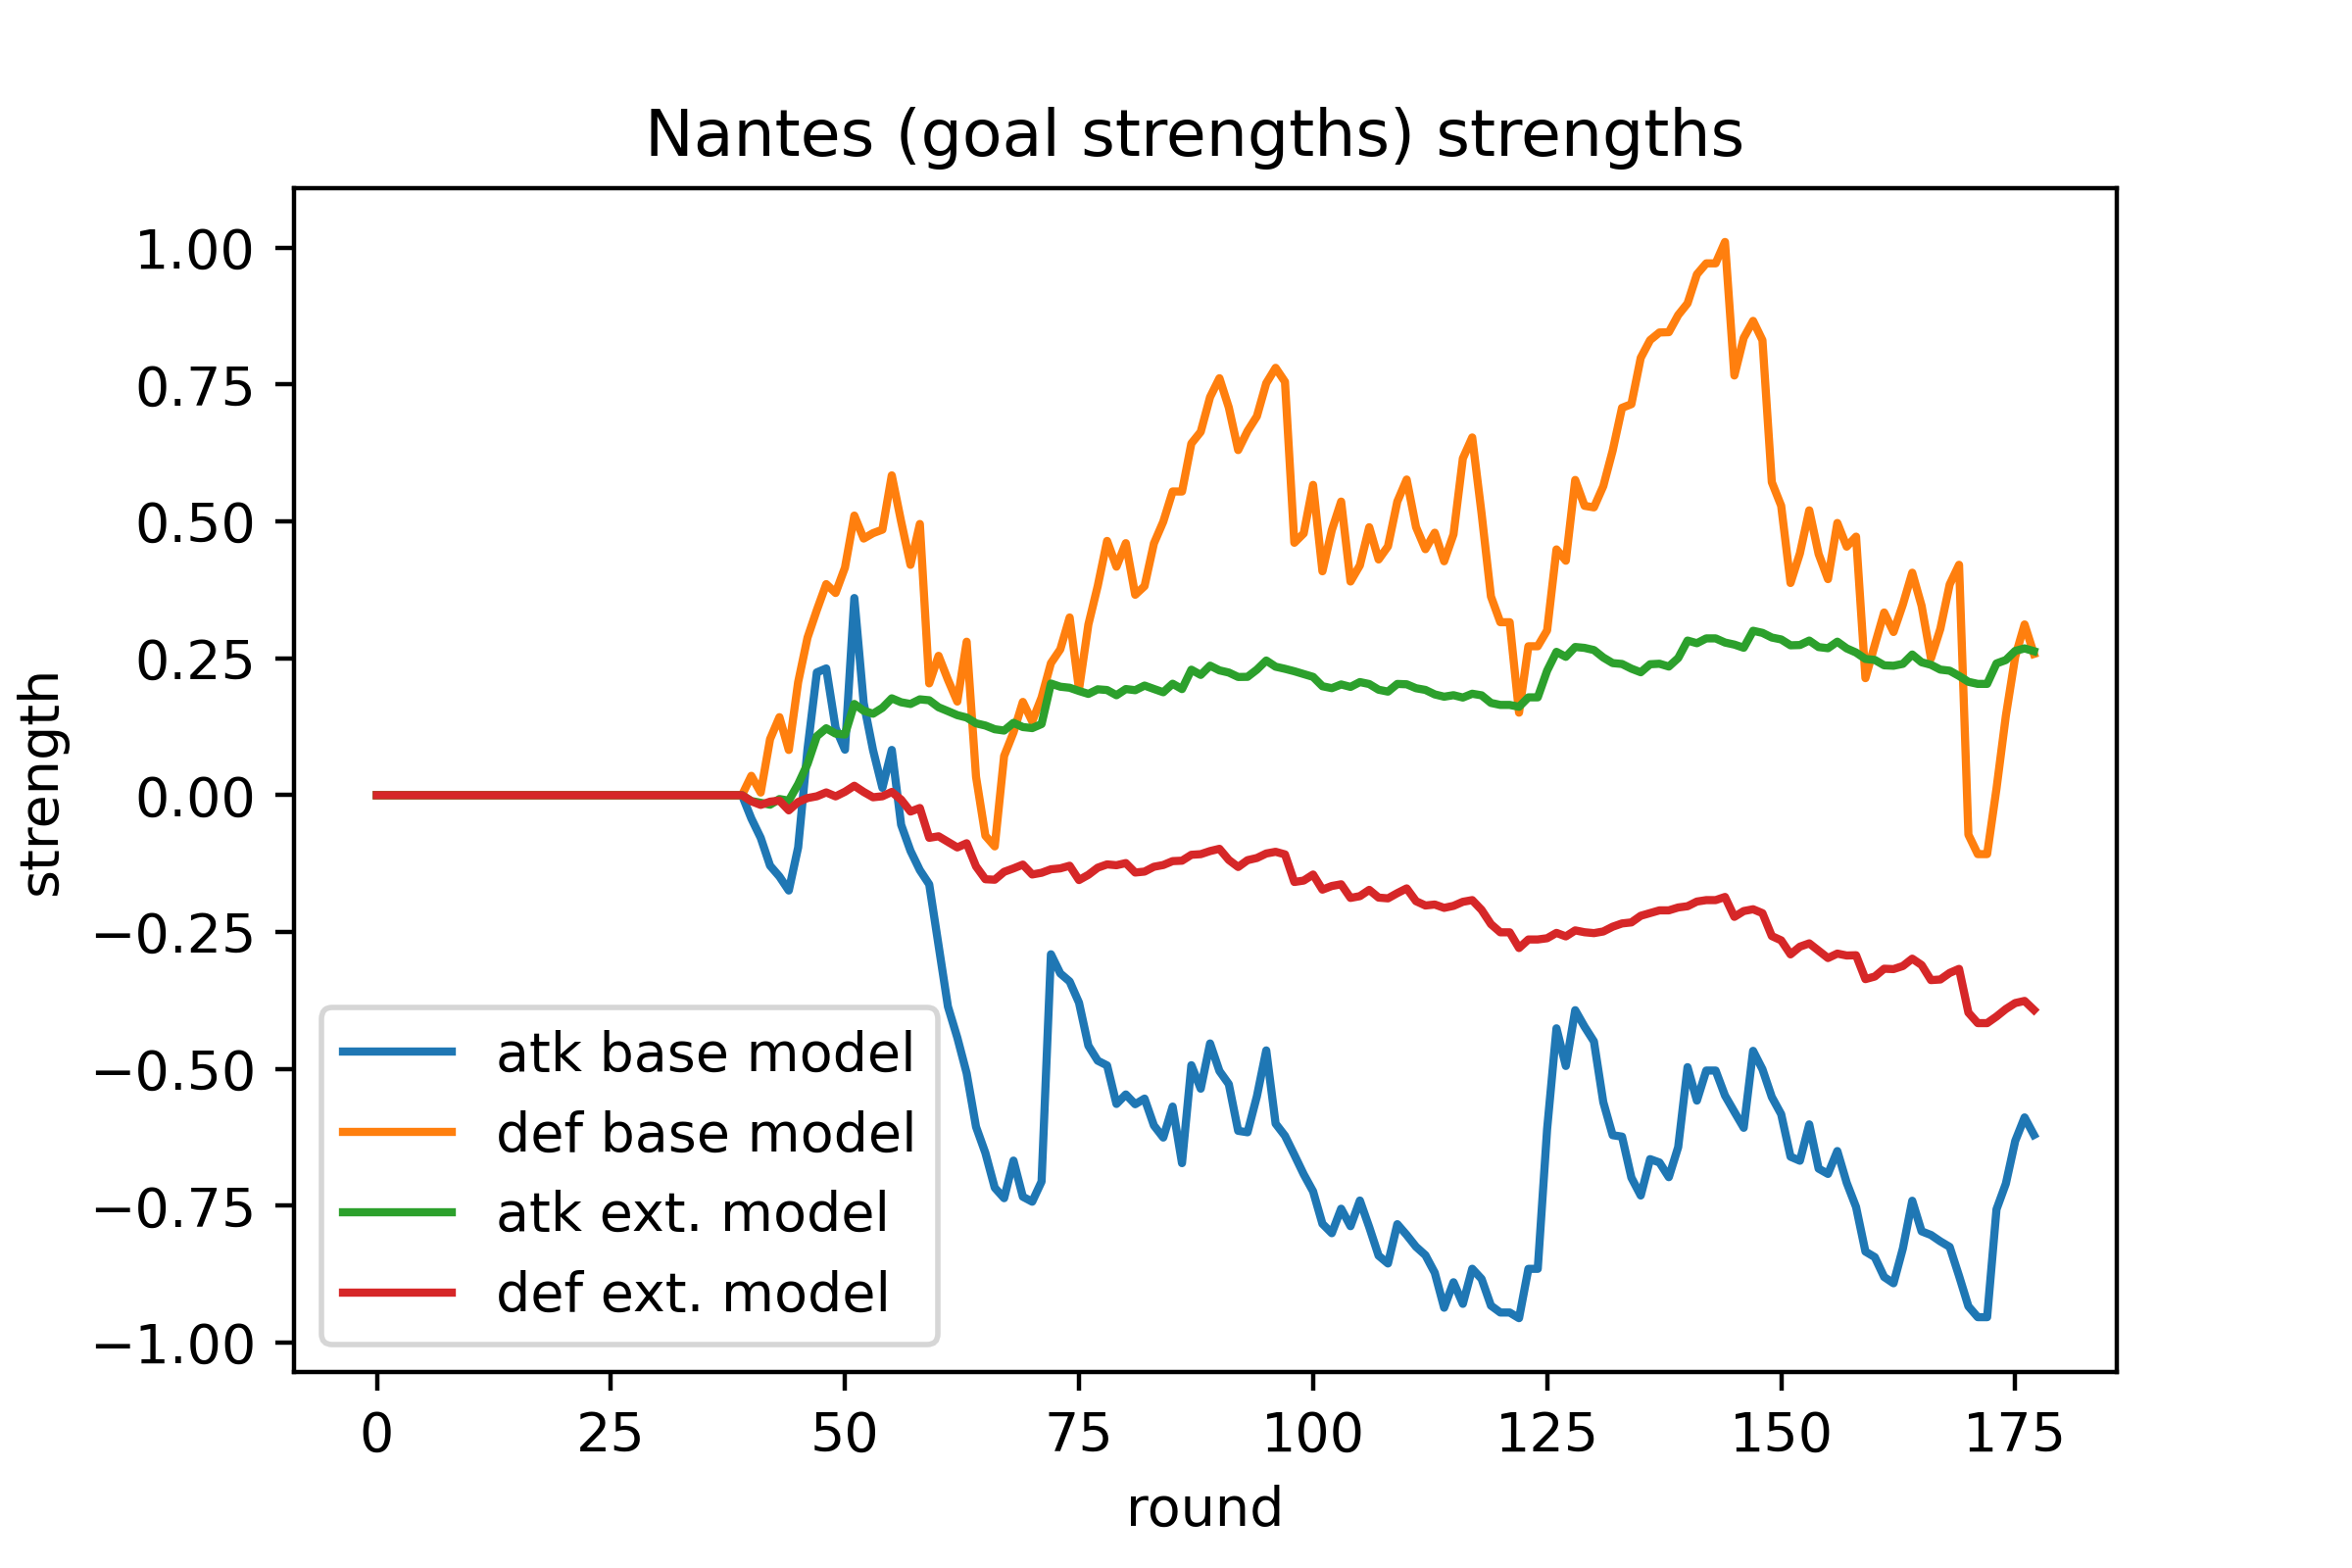 Nantes (goal strengths) strengths
1.00
0.75
0.50
0.25
0.00
−0.25
−0.50
−0.75
−1.00
strength
atk base model
def base model
atk ext. model
def ext. model
0 25 50 75 100 125 150 175
round